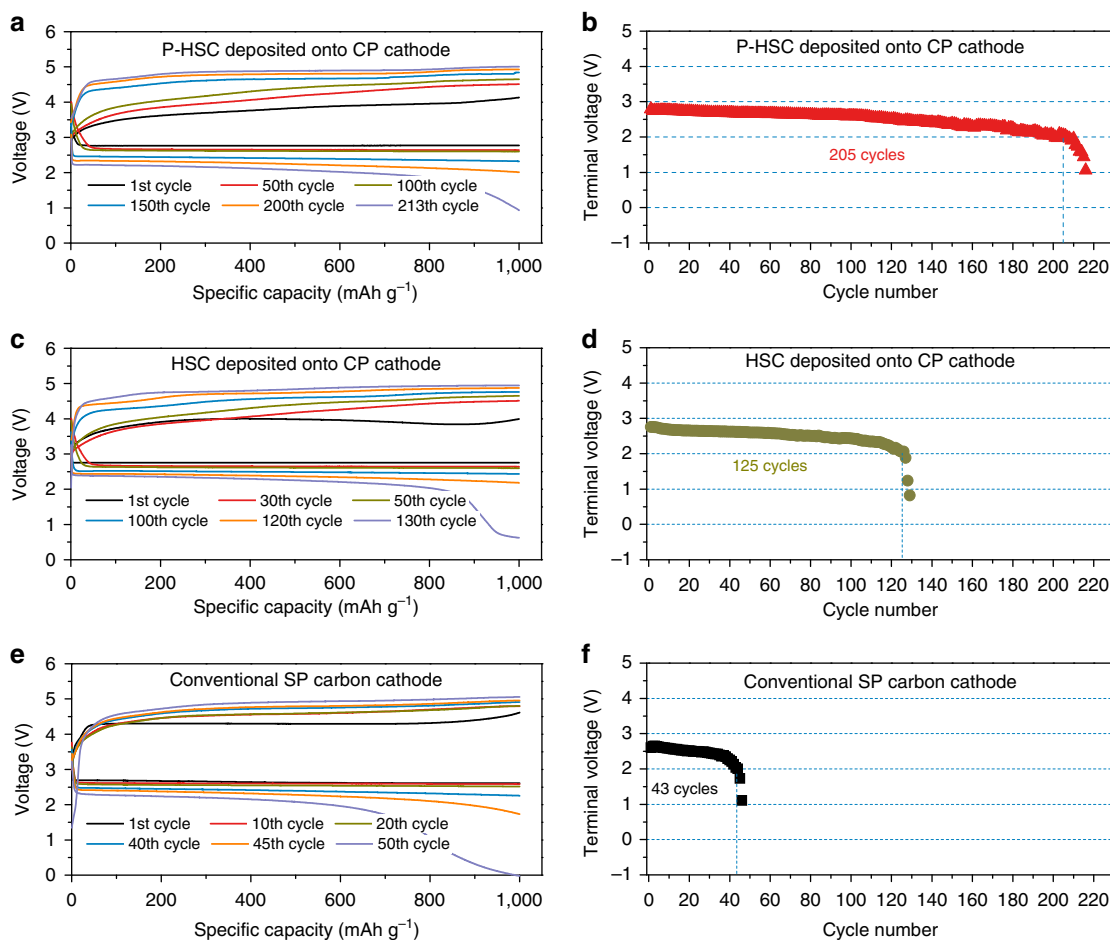 a
P-HSC deposited onto CP cathode
6
5
4
3
2
1
0
Voltage (V)
1st cycle 50th cycle 100th cycle
150th cycle 200th cycle 213th cycle
0 200 400 600 800 1,000
Specific capacity (mAh g⁻¹)
b
P-HSC deposited onto CP cathode
5
4
3
2
1
0
−1
Terminal voltage (V)
205 cycles
0 20 40 60 80 100 120 140 160 180 200 220
Cycle number
c
HSC deposited onto CP cathode
6
5
4
3
2
1
0
Voltage (V)
1st cycle 30th cycle 50th cycle
100th cycle 120th cycle 130th cycle
0 200 400 600 800 1,000
Specific capacity (mAh g⁻¹)
d
HSC deposited onto CP cathode
5
4
3
2
1
0
−1
Terminal voltage (V)
125 cycles
0 20 40 60 80 100 120 140 160 180 200 220
Cycle number
e
Conventional SP carbon cathode
6
5
4
3
2
1
0
Voltage (V)
1st cycle 10th cycle 20th cycle
40th cycle 45th cycle 50th cycle
0 200 400 600 800 1,000
Specific capacity (mAh g⁻¹)
f
Conventional SP carbon cathode
5
4
3
2
1
0
−1
Terminal voltage (V)
43 cycles
0 20 40 60 80 100 120 140 160 180 200 220
Cycle number